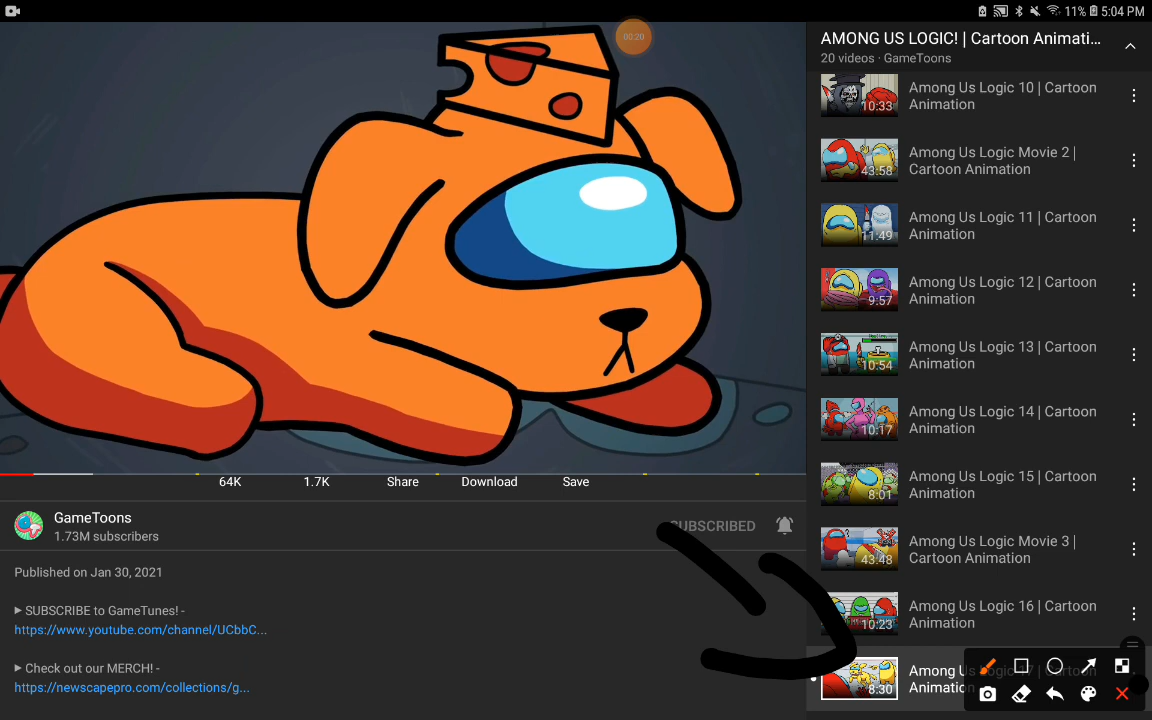 11% 5:04 PM
00:20
AMONG US LOGIC! | Cartoon Animati...
20 videos · GameToons
Among Us Logic 10 | Cartoon
Animation
10:33
Among Us Logic Movie 2 |
Cartoon Animation
43:58
Among Us Logic 11 | Cartoon
Animation
11:49
Among Us Logic 12 | Cartoon
Animation
9:57
Among Us Logic 13 | Cartoon
Animation
10:54
Among Us Logic 14 | Cartoon
Animation
10:17
Among Us Logic 15 | Cartoon
Animation
8:01
Among Us Logic Movie 3 |
Cartoon Animation
43:48
Among Us Logic 16 | Cartoon
Animation
10:23
Among Us Logic 17 | Cartoon
Animation
8:30
64K 1.7K Share Download Save
GameToons
1.73M subscribers
SUBSCRIBED
Published on Jan 30, 2021
►SUBSCRIBE to GameTunes! -
https://www.youtube.com/channel/UCbbC...
►Check out our MERCH! -
https://newscapepro.com/collections/g...